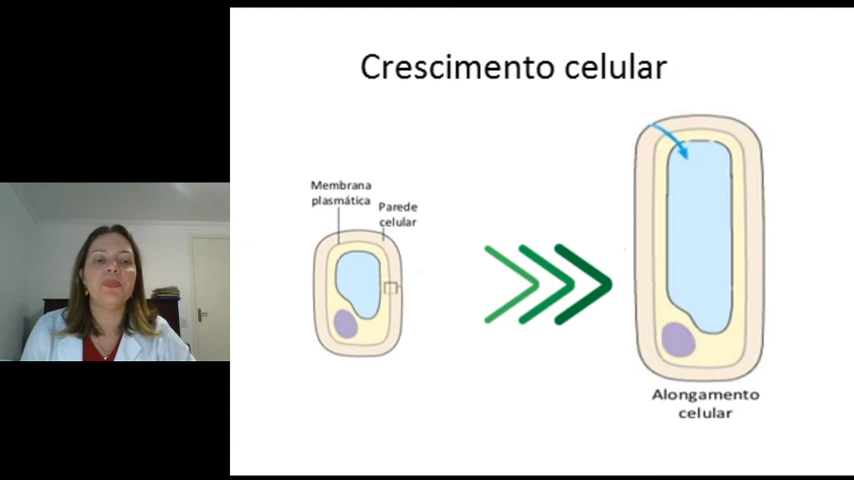 Crescimento celular
Membrana
plasmática
Parede
celular
Alongamento
celular